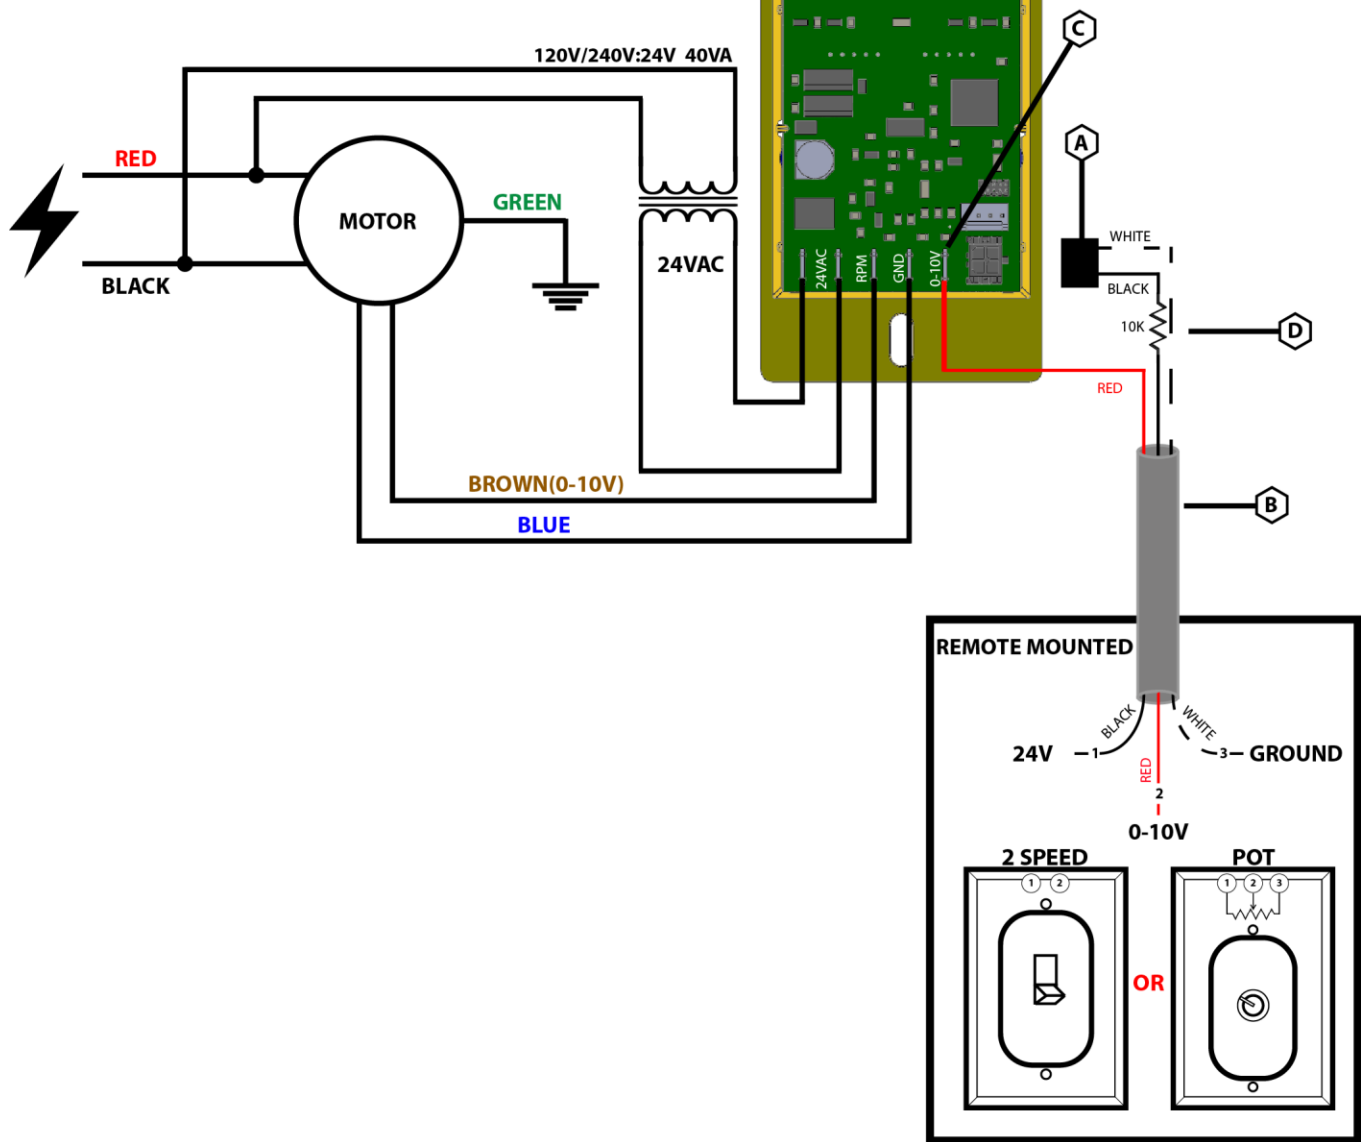 120V/240V:24V 40VA
C
A
RED
GREEN
MOTOR
BLACK
24VAC
24VAC
RPM
GND
0-10V
WHITE
BLACK
10K
D
RED
BROWN(0-10V)
BLUE
B
REMOTE MOUNTED
BLACK
WHITE
24V
1
3
GROUND
RED
2
0-10V
2 SPEED
POT
1 2
1 2 3
OR